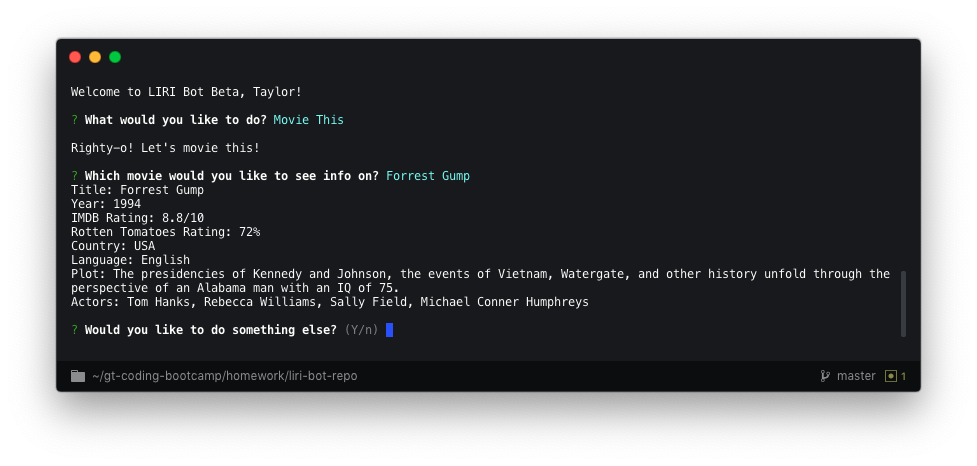 Welcome to LIRI Bot Beta, Taylor!
? What would you like to do? Movie This
Righty-o! Let's movie this!
? Which movie would you like to see info on? Forrest Gump
Title: Forrest Gump
Year: 1994
IMDB Rating: 8.8/10
Rotten Tomatoes Rating: 72%
Country: USA
Language: English
Plot: The presidencies of Kennedy and Johnson, the events of Vietnam, Watergate, and other history unfold through the
perspective of an Alabama man with an IQ of 75.
Actors: Tom Hanks, Rebecca Williams, Sally Field, Michael Conner Humphreys
? Would you like to do something else? (Y/n)
~/gt-coding-bootcamp/homework/liri-bot-repo master 1